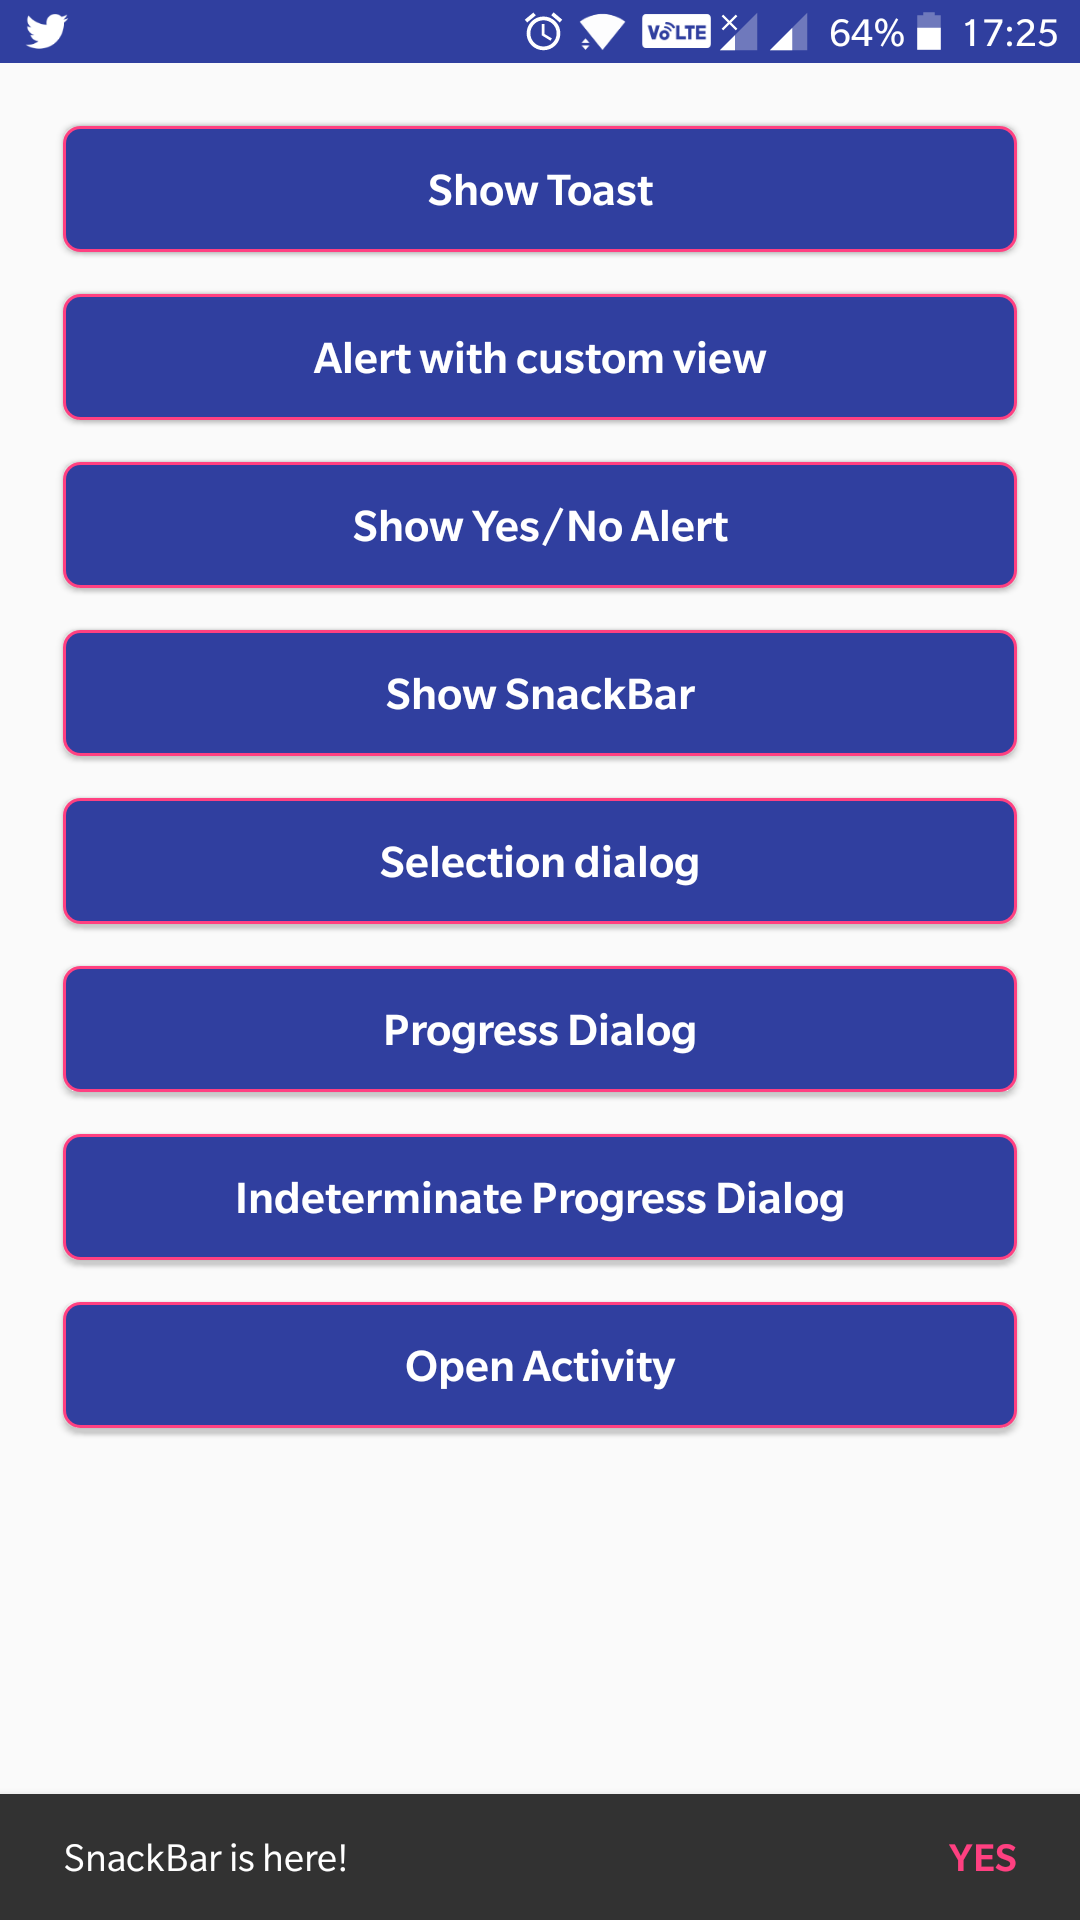 VoLTE 64% 17:25
Show Toast
Alert with custom view
Show Yes/No Alert
Show SnackBar
Selection dialog
Progress Dialog
Indeterminate Progress Dialog
Open Activity
SnackBar is here! YES